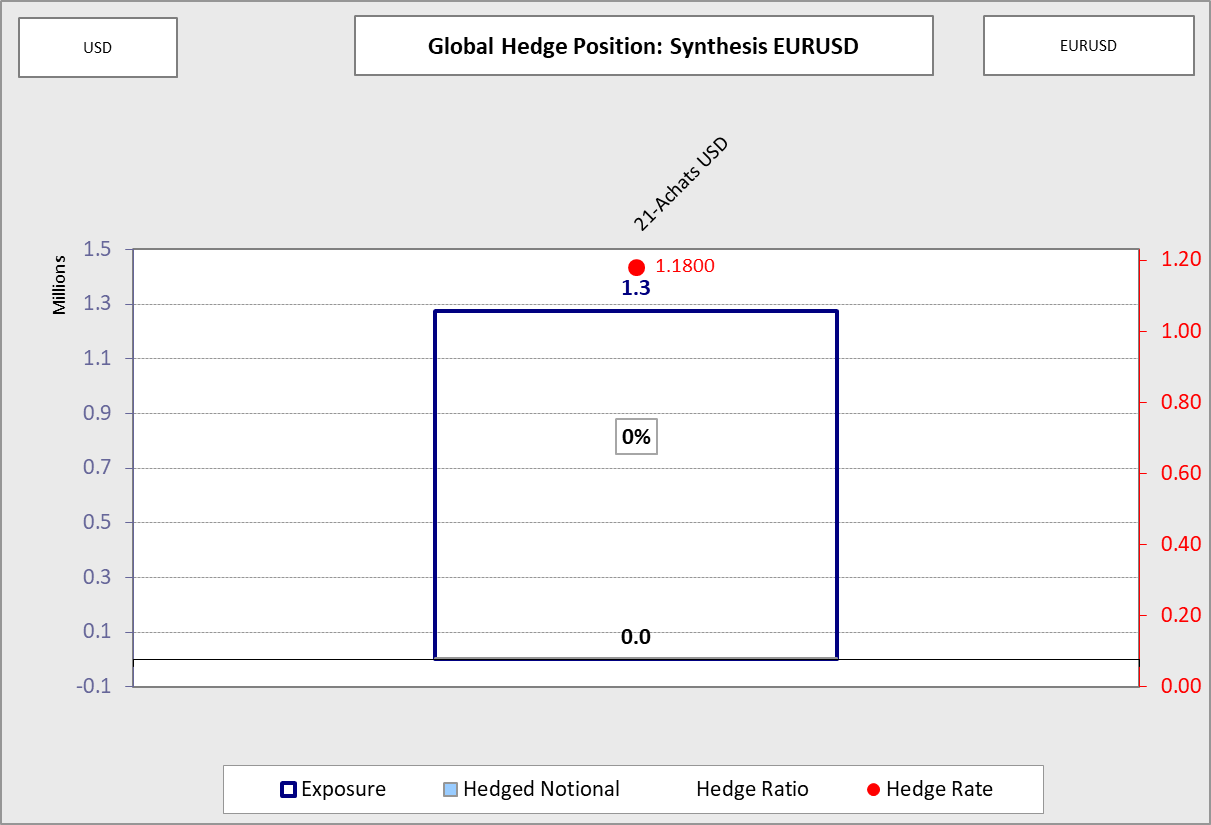 USD
Global Hedge Position: Synthesis EURUSD
EURUSD
21-Achats USD
Millions
1.5
1.3
1.1
0.9
0.7
0.5
0.3
0.1
-0.1
1.1800
1.3
0%
0.0
1.20
1.00
0.80
0.60
0.40
0.20
0.00
Exposure
Hedged Notional
Hedge Ratio
Hedge Rate